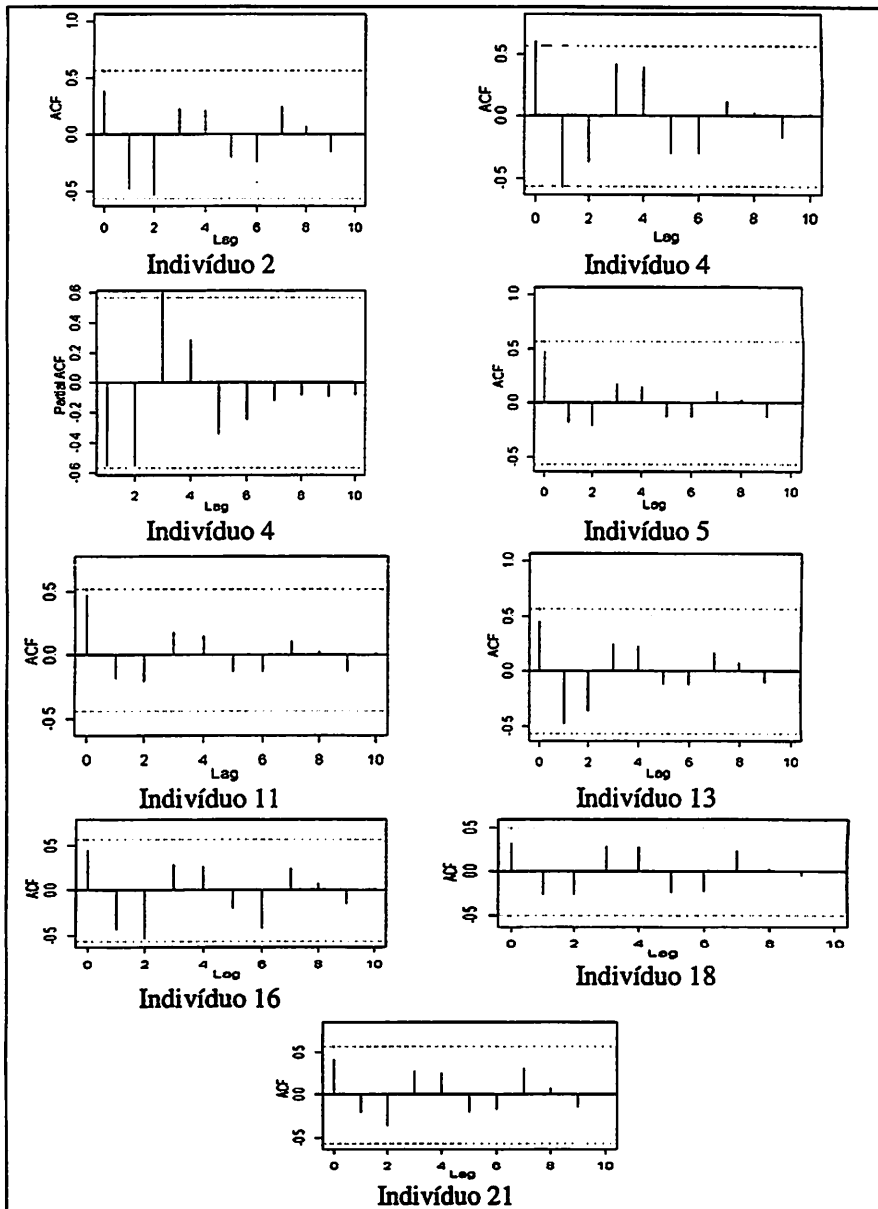 1.0
0.5
0.0
-0.5
ACF
0 2 4 6 8 10
Lag
Indivíduo 2
0.5
0.0
-0.5
ACF
0 2 4 6 8 10
Lag
Indivíduo 4
0.6
0.4
0.2
0.0
-0.2
-0.4
-0.6
Partial ACF
2 4 6 8 10
Lag
Indivíduo 4
1.0
0.5
0.0
-0.5
ACF
0 2 4 6 8 10
Lag
Indivíduo 5
0.5
0.0
-0.5
ACF
0 2 4 6 8 10
Lag
Indivíduo 11
1.0
0.5
0.0
-0.5
ACF
0 2 4 6 8 10
Lag
Indivíduo 13
0.5
0.0
-0.5
ACF
0 2 4 6 8 10
Lag
Indivíduo 16
0.5
0.0
-0.5
ACF
0 2 4 6 8 10
Lag
Indivíduo 18
0.5
0.0
-0.5
ACF
0 2 4 6 8 10
Lag
Indivíduo 21